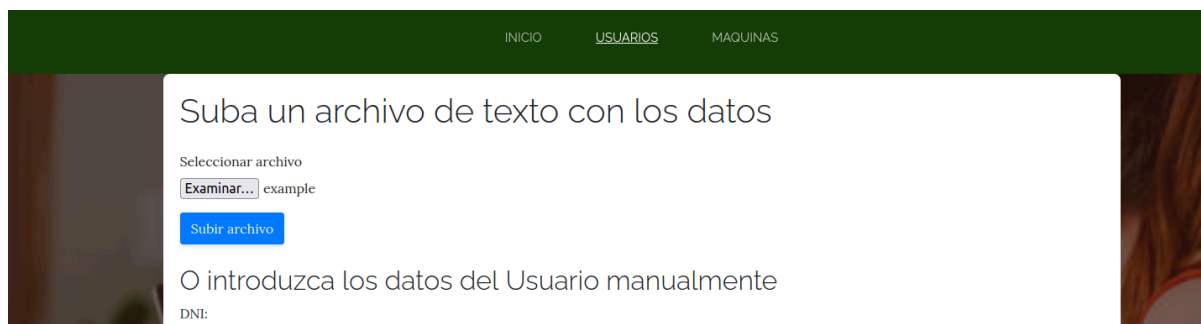 INICIO USUARIOS MAQUINAS
Suba un archivo de texto con los datos
Seleccionar archivo
Examinar... example
Subir archivo
O introduzca los datos del Usuario manualmente
DNI: